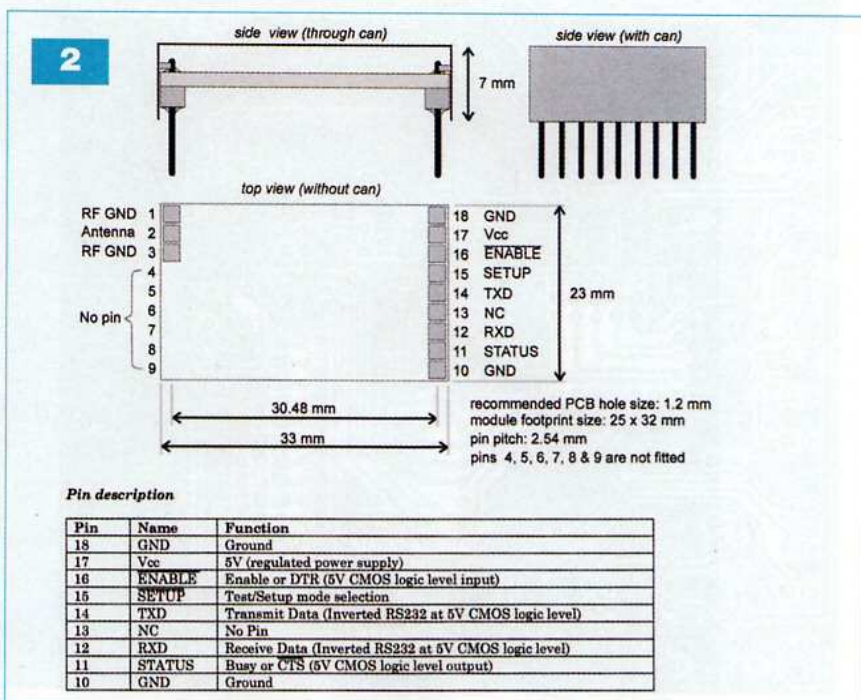 2
side view (through can)
side view (with can)
7 mm
top view (without can)
RF GND 1
Antenna 2
RF GND 3
4
5
6
7
8
9
No pin
18 GND
17 Vcc
16 ENABLE
15 SETUP
14 TXD
13 NC
12 RXD
11 STATUS
10 GND
23 mm
30.48 mm
33 mm
recommended PCB hole size: 1.2 mm
module footprint size: 25 x 32 mm
pin pitch: 2.54 mm
pins 4, 5, 6, 7, 8 & 9 are not fitted
Pin description
Pin Name Function
18 GND Ground
17 Vcc 5V (regulated power supply)
16 ENABLE Enable or DTR (5V CMOS logic level input)
15 SETUP Test/Setup mode selection
14 TXD Transmit Data (Inverted RS232 at 5V CMOS logic level)
13 NC No Pin
12 RXD Receive Data (Inverted RS232 at 5V CMOS logic level)
11 STATUS Busy or CTS (5V CMOS logic level output)
10 GND Ground